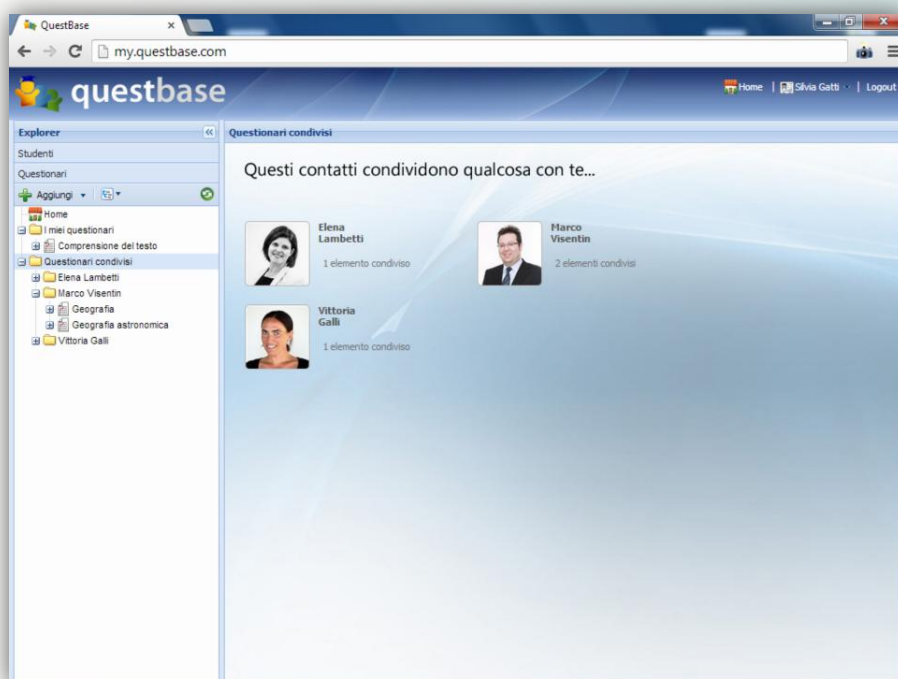 QuestBase
my.questbase.com
questbase
Home | Silvia Gatti | Logout
Explorer
Questionari condivisi
Studenti
Questionari
Aggiungi
Home
I miei questionari
Comprensione del testo
Questionari condivisi
Elena Lambetti
Marco Visentin
Geografia
Geografia astronomica
Vittoria Galli
Questi contatti condividono qualcosa con te...
Elena
Lambetti
1 elemento condiviso
Marco
Visentin
2 elementi condivisi
Vittoria
Galli
1 elemento condiviso